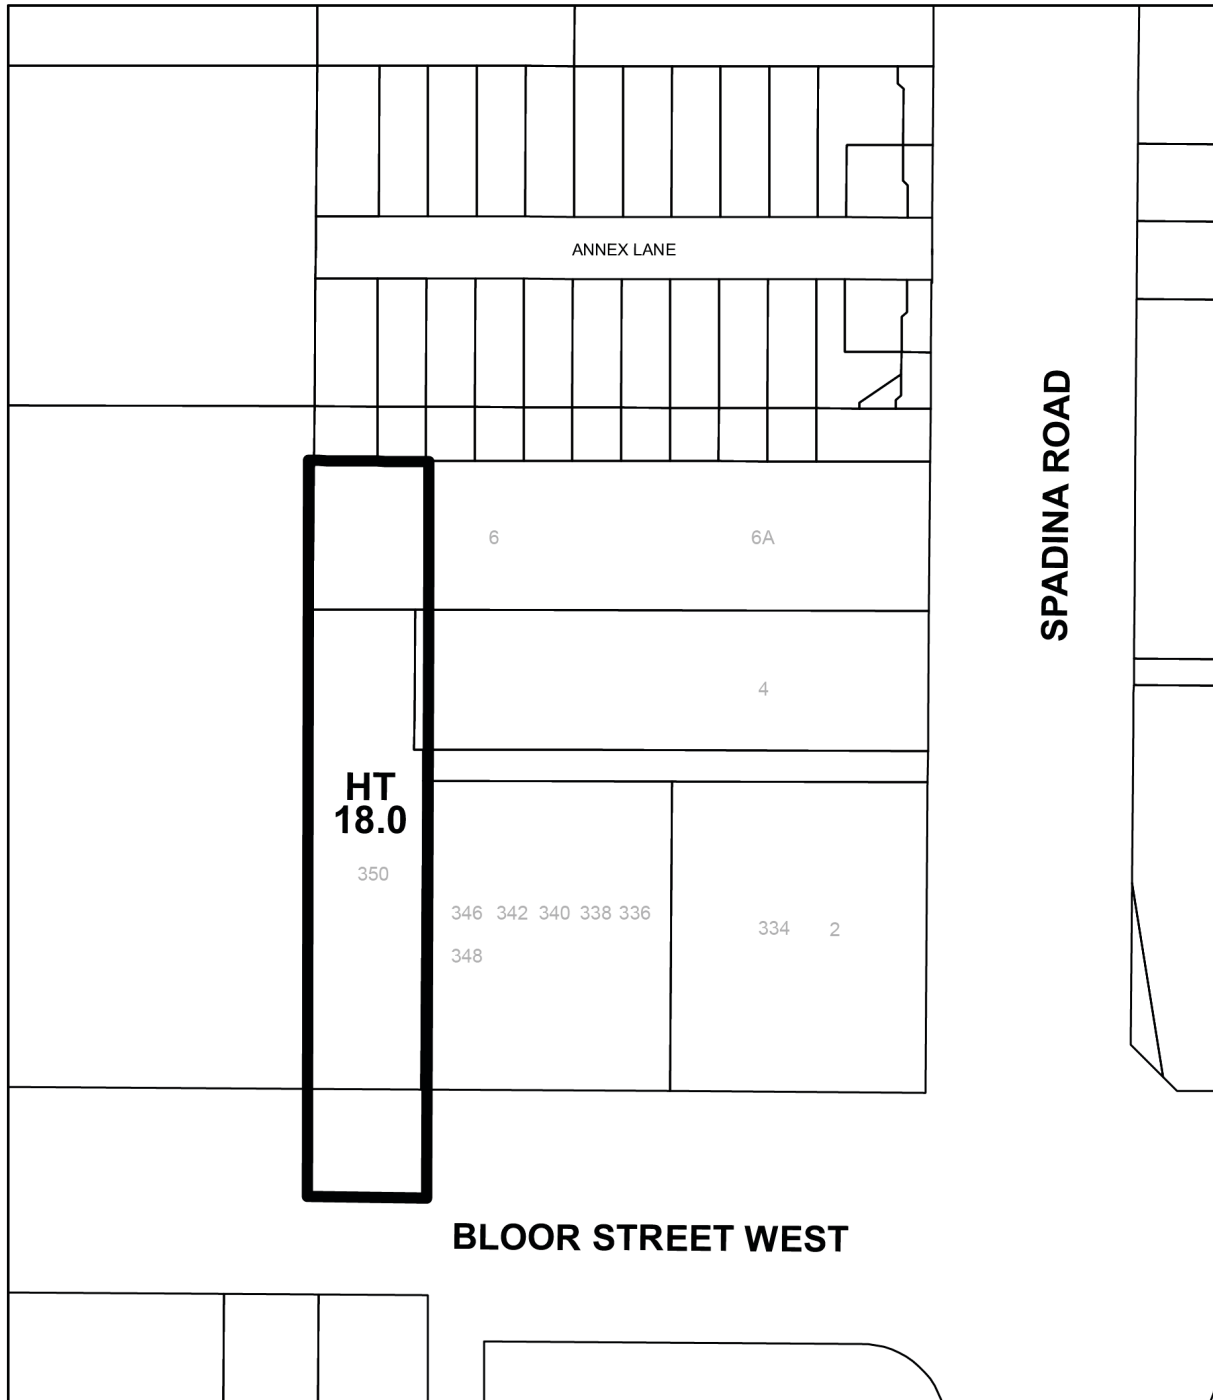 ANNEX LANE
SPADINA ROAD
6 6A
4
HT
18.0
350
346 342 340 338 336
348
334 2
BLOOR STREET WEST